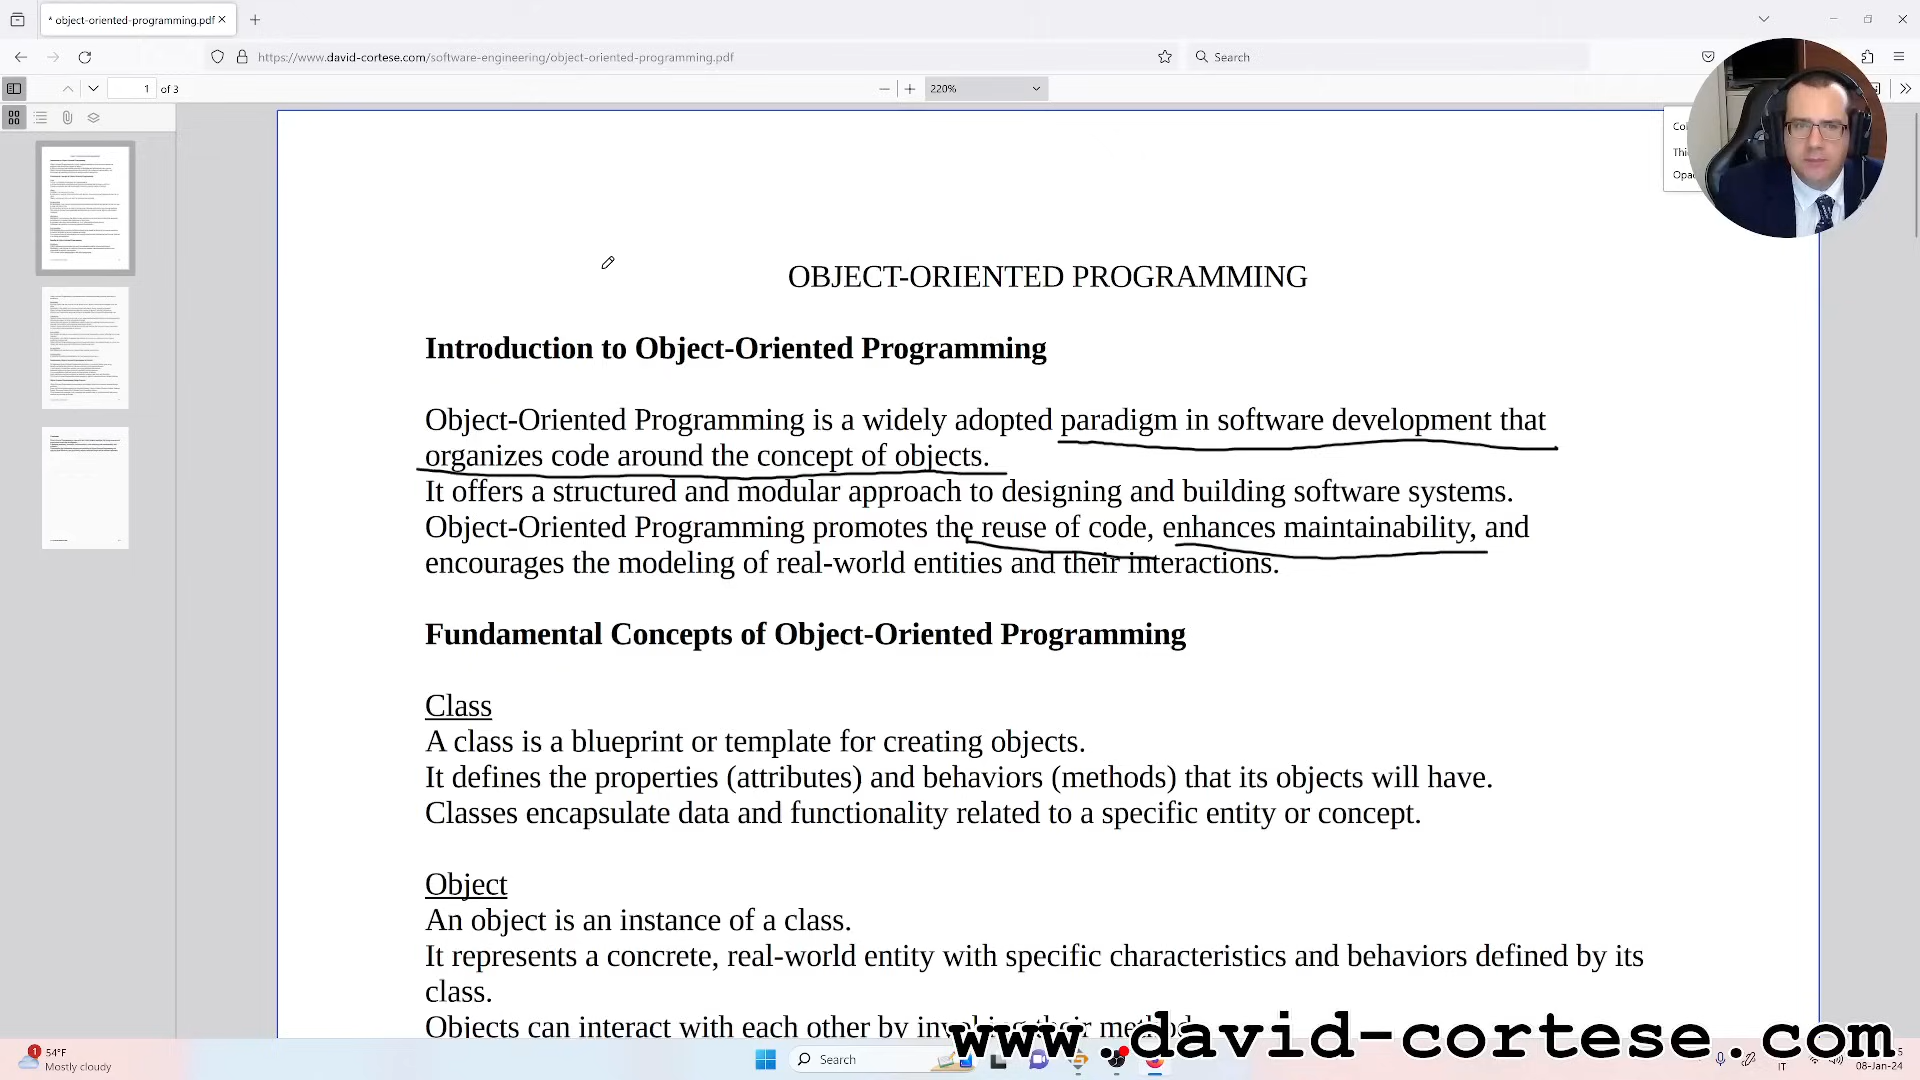 * object-oriented-programming.pdf
https://www.david-cortese.com/software-engineering/object-oriented-programming.pdf
Search
1 of 3
220%
OBJECT-ORIENTED PROGRAMMING
Introduction to Object-Oriented Programming
Object-Oriented Programming is a widely adopted paradigm in software development that
organizes code around the concept of objects.
It offers a structured and modular approach to designing and building software systems.
Object-Oriented Programming promotes the reuse of code, enhances maintainability, and
encourages the modeling of real-world entities and their interactions.
Fundamental Concepts of Object-Oriented Programming
Class
A class is a blueprint or template for creating objects.
It defines the properties (attributes) and behaviors (methods) that its objects will have.
Classes encapsulate data and functionality related to a specific entity or concept.
Object
An object is an instance of a class.
It represents a concrete, real-world entity with specific characteristics and behaviors defined by its
class.
Objects can interact with each other by
www.david-cortese.com
1
54°F
Mostly cloudy
Search
IT
08-Jan-24